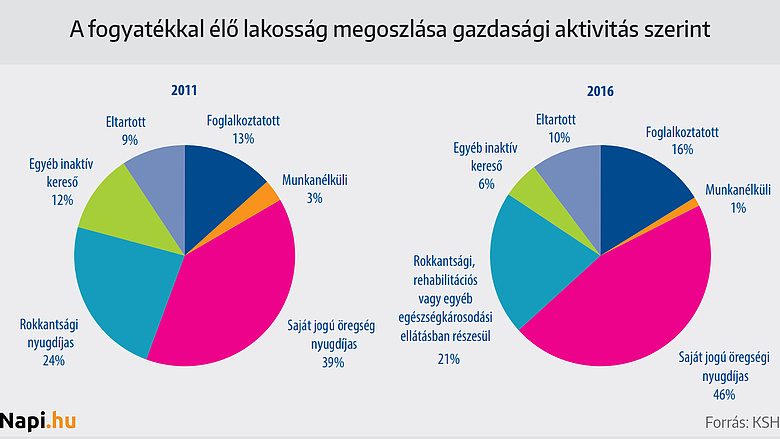 A fogyatékkal élő lakosság megoszlása gazdasági aktivitás szerint
2011
Foglalkoztatott
13%
Munkanélküli
3%
Saját jogú öregség
nyugdíjas
39%
Rokkantsági
nyugdíjas
24%
Egyéb inaktív
kereső
12%
Eltartott
9%
2016
Foglalkoztatott
16%
Munkanélküli
1%
Saját jogú öregségi
nyugdíjas
46%
Rokkantsági,
rehabilitációs
vagy egyéb
egészségkárosodási
ellátásban részesül
21%
Egyéb inaktív
kereső
6%
Eltartott
10%
Napi.hu
Forrás: KSH